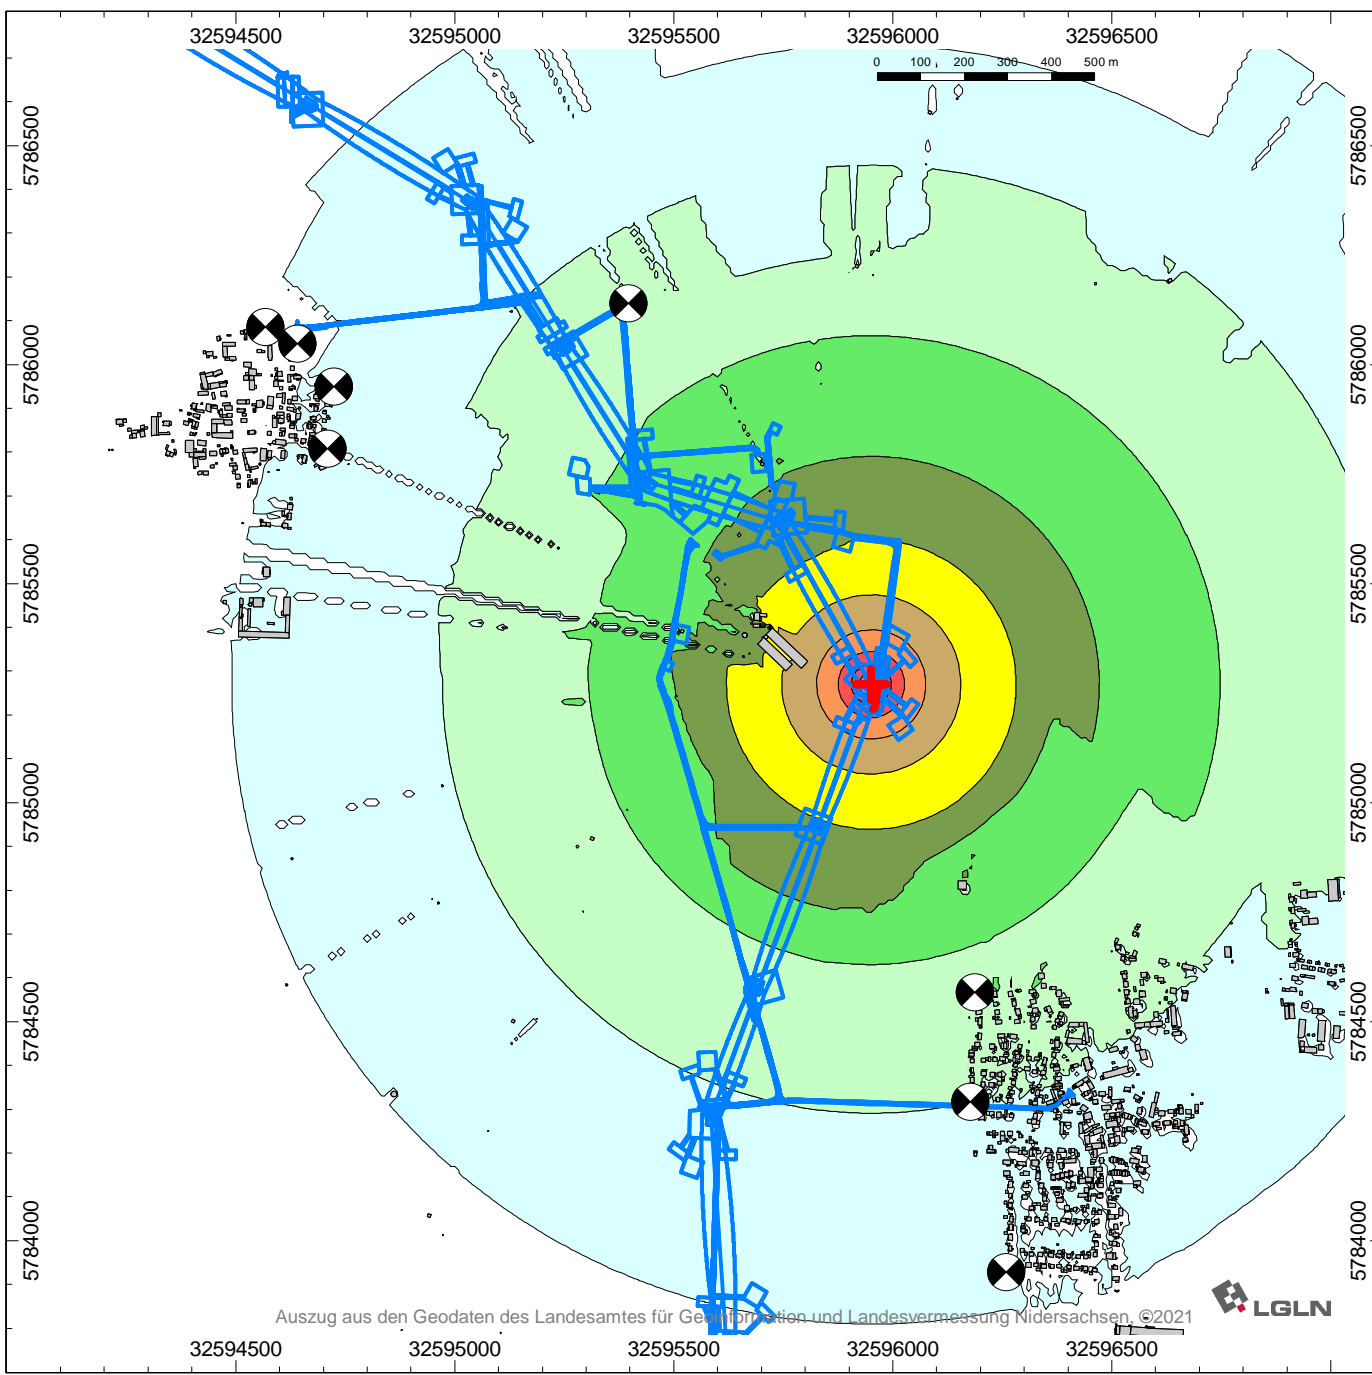 32594500 32595000 32595500 32596000 32596500
0 100 200 300 400 500 m
5786500 5786500
5786000 5786000
5785500 5785500
5785000 5785000
5784500 5784500
5784000 5784000
LGLN
Auszug aus den Geodaten des Landesamtes für Geoinformation und Landesvermessung Nidersachsen, ©2021
32594500 32595000 32595500 32596000 32596500